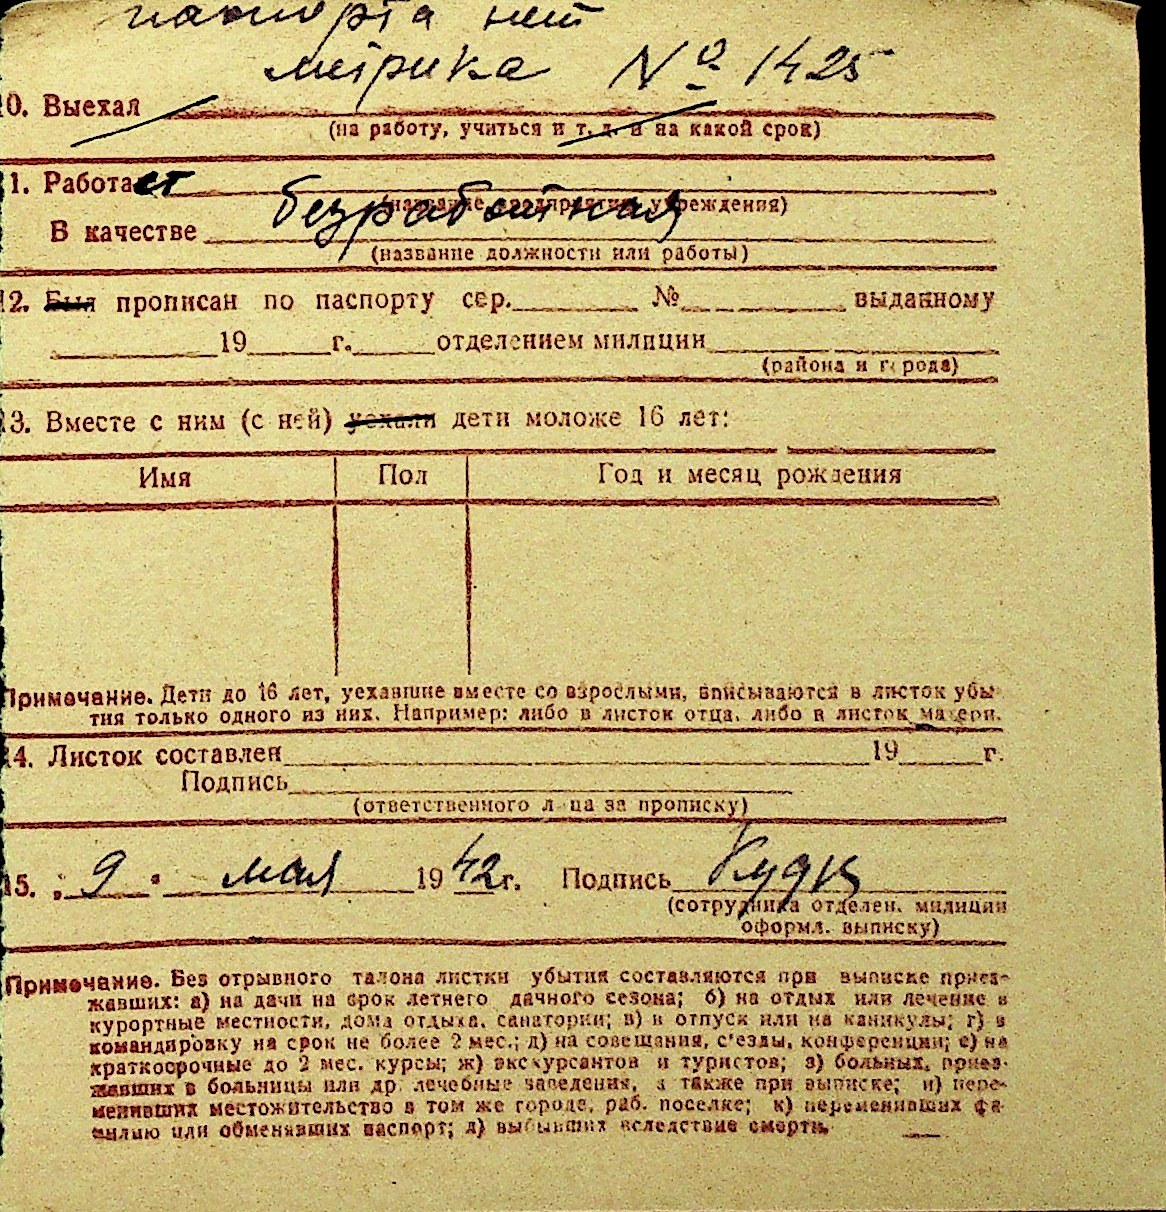 паспорта нет
метрика № 1425
10. Выехал
(на работу, учиться и т. д. и на какой срок)
11. Работает
безработная
(название предприятия, учреждения)
В качестве
(название должности или работы)
12. Был прописан по паспорту сер. № выданному
19 г. отделением милиции
(района и города)
13. Вместе с ним (с ней) уехали дети моложе 16 лет:
Имя Пол Год и месяц рождения
Примечание. Дети до 16 лет, уехавшие вместе со взрослыми, вписываются в листок убы-
тия только одного из них. Например: либо в листок отца, либо в листок матери.
14. Листок составлен 19 г.
Подпись
(ответственного лица за прописку)
15. „ 9 " мая 1942 г. Подпись
(сотрудника отделен. милиции
оформл. выписку)
Примечание. Без отрывного талона листки убытия составляются при выписке приез-
жавших: а) на дачи на срок летнего дачного сезона; б) на отдых или лечение в
курортные местности, дома отдыха, санатории; в) в отпуск или на каникулы; г) в
командировку на срок не более 2 мес.; д) на совещания, с'езды, конференции; е) на
краткосрочные до 2 мес. курсы; ж) экскурсантов и туристов; з) больных, приез-
жавших в больницы или др. лечебные заведения, а также при выписке; и) пере-
менивших местожительство в том же городе, раб. поселке; к) переменивших фа-
милию или обменявших паспорт; л) выбывших вследствие смерти.